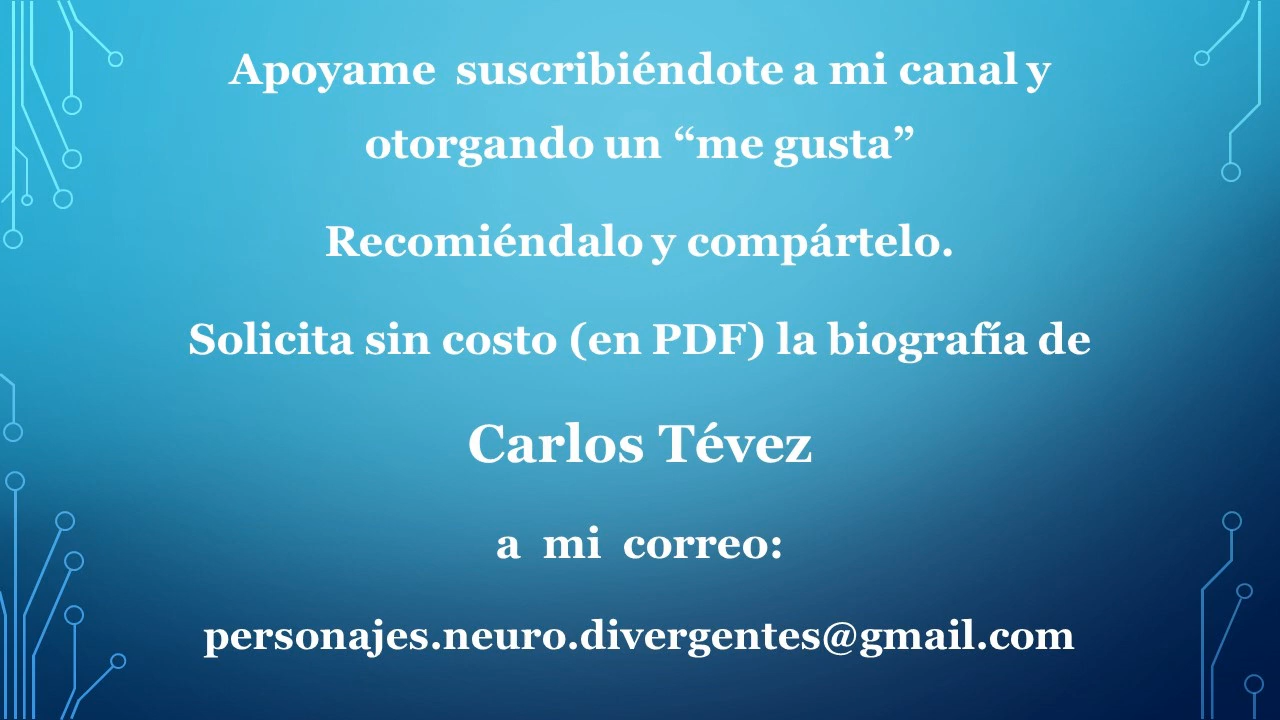 Apoyame  suscribiéndote a mi canal y
otorgando un “me gusta”
Recomiéndalo y compártelo.
Solicita sin costo (en PDF) la biografía de
Carlos Tévez
a  mi  correo:
personajes.neuro.divergentes@gmail.com